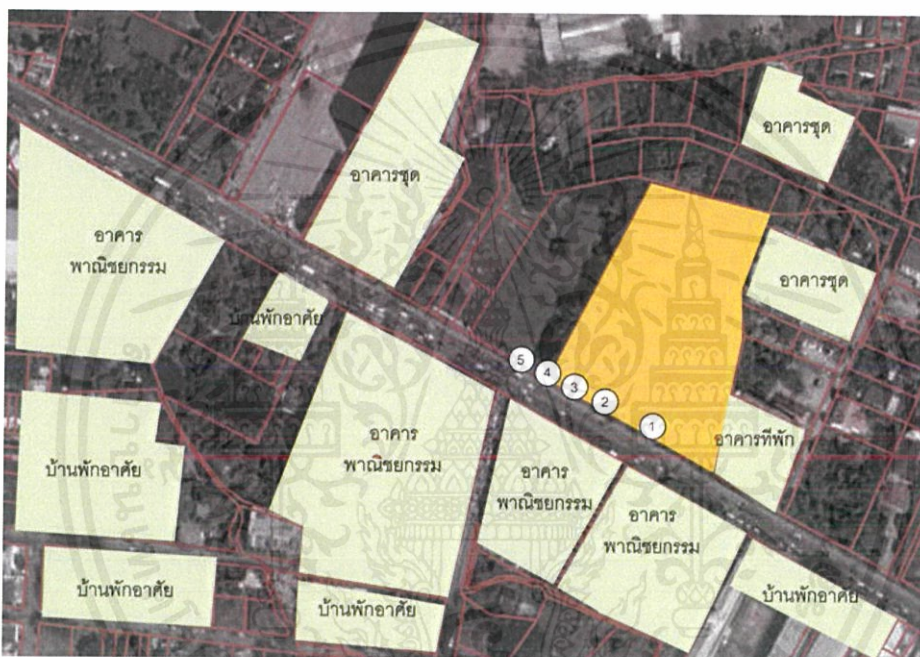 อาคารชุด
อาคารชุด
อาคาร
พาณิชยกรรม
อาคารชุด
บ้านพักอาศัย
5
4
3
2
1
อาคาร
พาณิชยกรรม
อาคารที่พัก
บ้านพักอาศัย
อาคาร
พาณิชยกรรม
อาคาร
พาณิชยกรรม
บ้านพักอาศัย
บ้านพักอาศัย
บ้านพักอาศัย